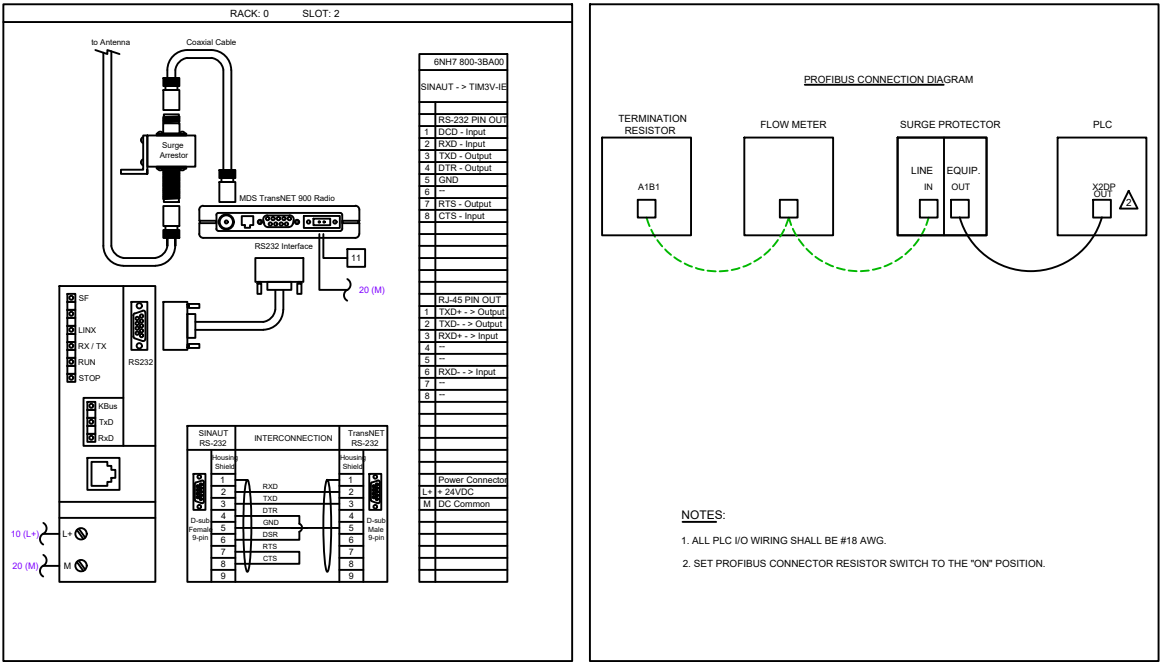 RACK: 0 SLOT: 2
to Antenna
Coaxial Cable
Surge
Arrestor
MDS TransNET 900 Radio
RS232 Interface
11
20 (M)
SF
LINX
RX / TX
RUN
STOP
RS232
KBus
TxD
RxD
10 (L+)
L+
20 (M)
M
SINAUT
RS-232
INTERCONNECTION
TransNET
RS-232
Housing
Shield
Housing
Shield
1 1
2 RXD 2
3 TXD 3
4 DTR 4
5 GND 5
6 DSR 6
7 RTS 7
8 CTS 8
9 9
D-sub
Female
9-pin
D-sub
Male
9-pin
6NH7 800-3BA00
SINAUT - > TIM3V-IE
RS-232 PIN OUT
1 DCD - Input
2 RXD - Input
3 TXD - Output
4 DTR - Output
5 GND
6 --
7 RTS - Output
8 CTS - Input
RJ-45 PIN OUT
1 TXD+ - > Output
2 TXD- - > Output
3 RXD+ - > Input
4 --
5 --
6 RXD- - > Input
7 --
8 --
Power Connector
L+ + 24VDC
M DC Common
PROFIBUS CONNECTION DIAGRAM
TERMINATION
RESISTOR
A1B1
FLOW METER
SURGE PROTECTOR
LINE
IN
EQUIP.
OUT
PLC
X2DP
OUT
2
NOTES:
1. ALL PLC I/O WIRING SHALL BE #18 AWG.
2. SET PROFIBUS CONNECTOR RESISTOR SWITCH TO THE "ON" POSITION.